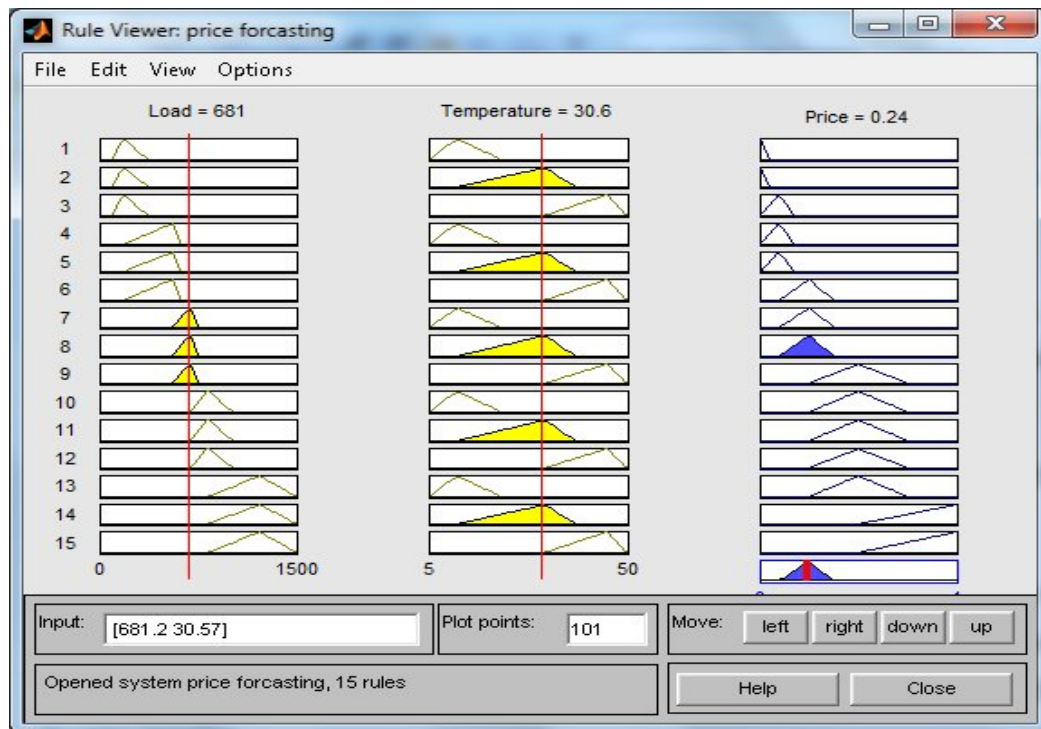 Rule Viewer: price forcasting
File Edit View Options
Load = 681 Temperature = 30.6 Price = 0.24
1
2
3
4
5
6
7
8
9
10
11
12
13
14
15
0 1500 5 50
Input: [681.2 30.57] Plot points: 101 Move: left right down up
Opened system price forcasting, 15 rules Help Close